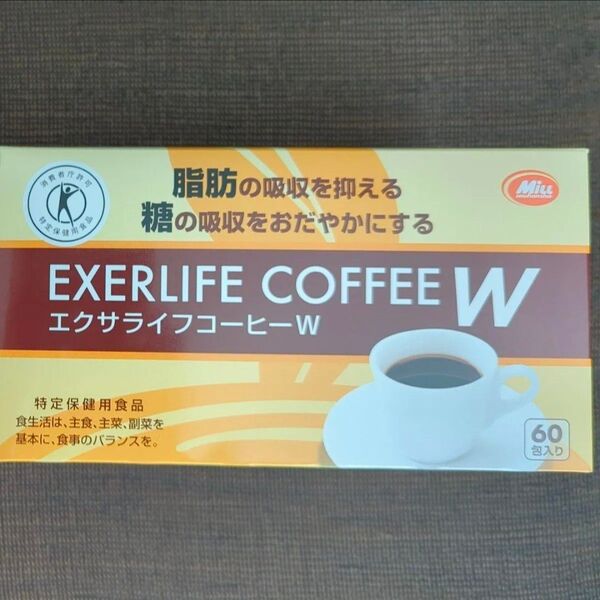 消費者庁許可
特定保健用食品
脂肪の吸収を抑える
糖の吸収をおだやかにする
Miu
EXERLIFE COFFEE W
エクサライフコーヒーW
特定保健用食品
食生活は、主食、主菜、副菜を
基本に、食事のバランスを。
60
包入り